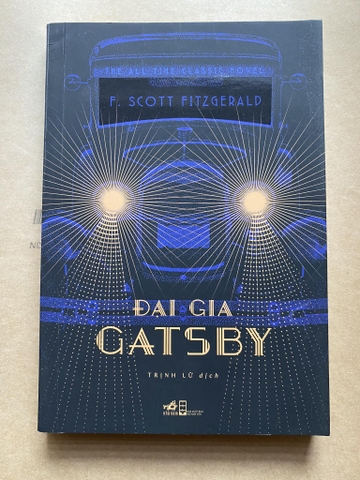 THE ALL-TIME CLASSIC NOVEL
F. SCOTT FITZGERALD
ĐẠI GIA
GATSBY
TRỊNH LỮ dịch